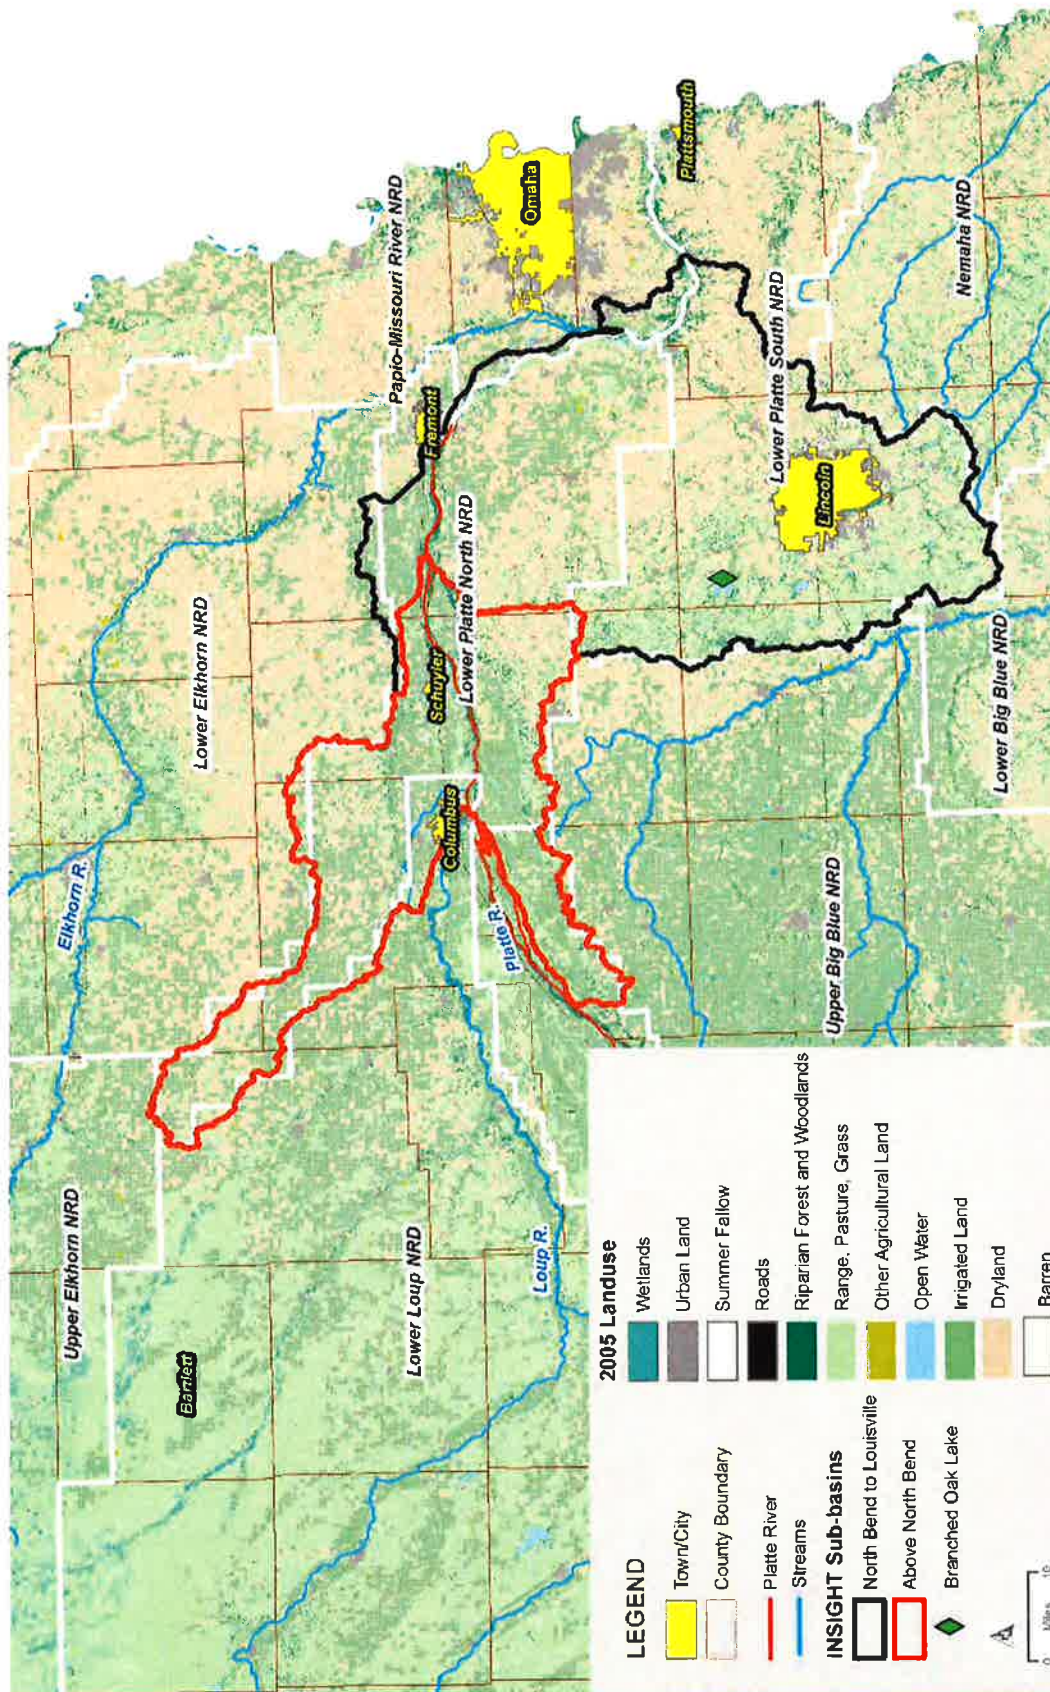 Papio-Missouri River NRD
Omaha
Plattsmouth
Fremont
Lower Elkhorn NRD
Elkhorn R.
Schuyler
Lower Platte North NRD
Lower Platte South NRD
Lincoln
Nemaha NRD
Columbus
Platte R.
Upper Big Blue NRD
Lower Big Blue NRD
Upper Elkhorn NRD
Bartlett
Lower Loup NRD
Loup R.
LEGEND
Town/City
County Boundary
Platte River
Streams
INSIGHT Sub-basins
North Bend to Louisville
Above North Bend
Branched Oak Lake
2005 Landuse
Wetlands
Urban Land
Summer Fallow
Roads
Riparian Forest and Woodlands
Range, Pasture, Grass
Other Agricultural Land
Open Water
Irrigated Land
Dryland
Barren
0 Miles 10